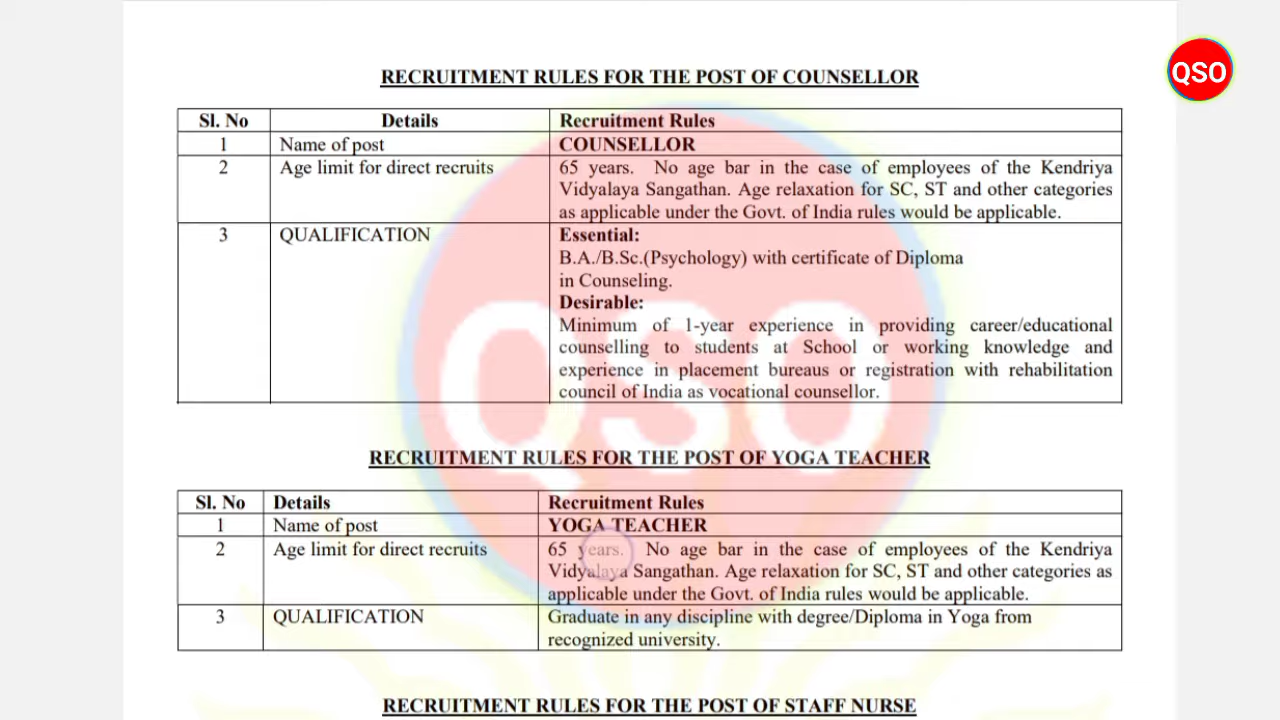 QSO
RECRUITMENT RULES FOR THE POST OF COUNSELLOR
Sl. No Details Recruitment Rules
1 Name of post COUNSELLOR
2 Age limit for direct recruits 65 years. No age bar in the case of employees of the Kendriya
Vidyalaya Sangathan. Age relaxation for SC, ST and other categories
as applicable under the Govt. of India rules would be applicable.
3 QUALIFICATION Essential:
B.A./B.Sc.(Psychology) with certificate of Diploma
in Counseling.
Desirable:
Minimum of 1-year experience in providing career/educational
counselling to students at School or working knowledge and
experience in placement bureaus or registration with rehabilitation
council of India as vocational counsellor.
QSO
RECRUITMENT RULES FOR THE POST OF YOGA TEACHER
Sl. No Details Recruitment Rules
1 Name of post YOGA TEACHER
2 Age limit for direct recruits 65 years. No age bar in the case of employees of the Kendriya
Vidyalaya Sangathan. Age relaxation for SC, ST and other categories as
applicable under the Govt. of India rules would be applicable.
3 QUALIFICATION Graduate in any discipline with degree/Diploma in Yoga from
recognized university.
RECRUITMENT RULES FOR THE POST OF STAFF NURSE